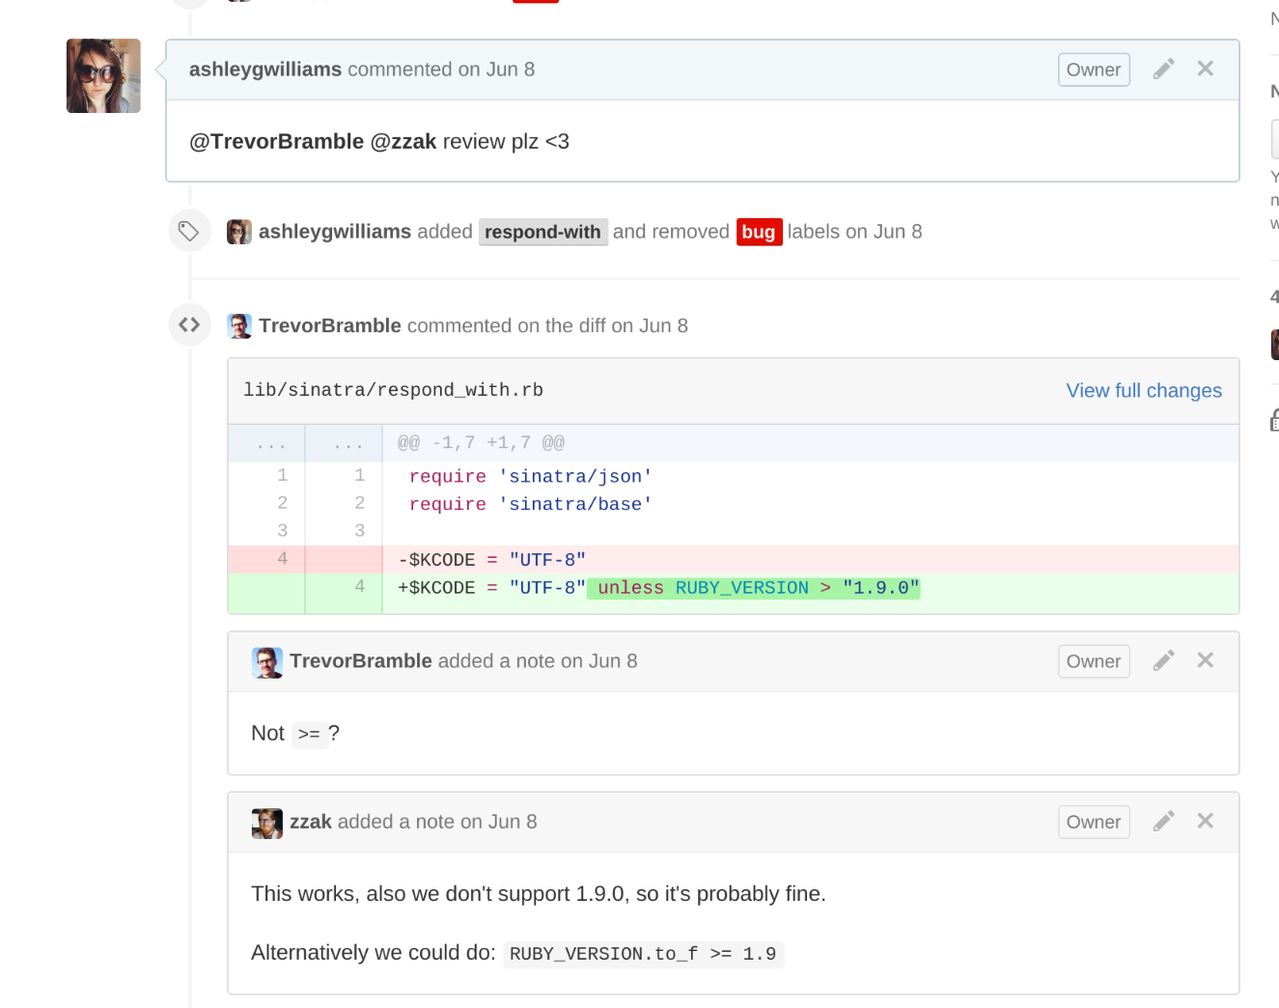 ashleygwilliams commented on Jun 8 Owner
@TrevorBramble @zzak review plz <3
ashleygwilliams added respond-with and removed bug labels on Jun 8
TrevorBramble commented on the diff on Jun 8
lib/sinatra/respond_with.rb View full changes
... ... @@ -1,7 +1,7 @@
1 1 require 'sinatra/json'
2 2 require 'sinatra/base'
3 3
4 -$KCODE = "UTF-8"
4 +$KCODE = "UTF-8" unless RUBY_VERSION > "1.9.0"
TrevorBramble added a note on Jun 8 Owner
Not >= ?
zzak added a note on Jun 8 Owner
This works, also we don't support 1.9.0, so it's probably fine.
Alternatively we could do: RUBY_VERSION.to_f >= 1.9